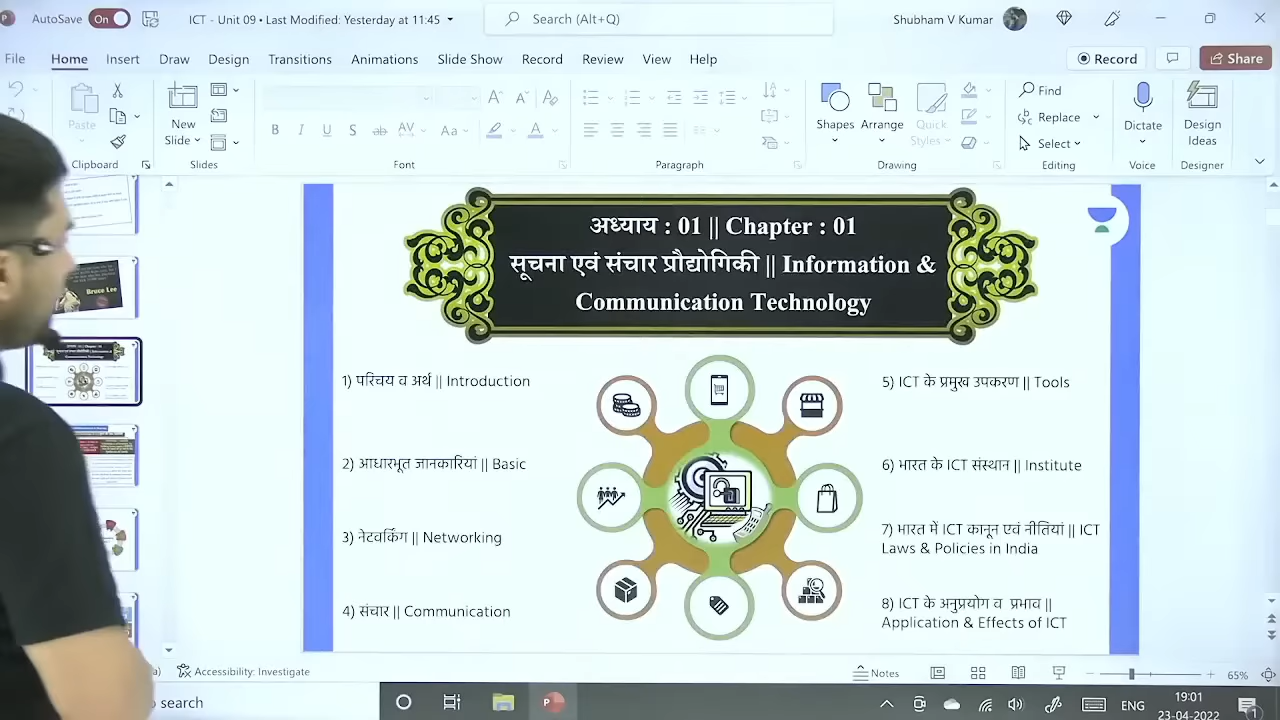 AutoSave On ICT - Unit 09 • Last Modified: Yesterday at 11:45 Search (Alt+Q) Shubham V Kumar
File Home Insert Draw Design Transitions Animations Slide Show Record Review View Help Record Share
Paste New Slide B I U S ab AV Aa A Shapes Arrange Quick Styles Find Replace Select Dictate Design Ideas
Clipboard Slides Font Paragraph Drawing Editing Voice Designer
अध्याय : 01 || Chapter : 01
एवं संचार प्रौद्योगिकी || Information &
Communication Technology
Bruce Lee
1) परिचय व अर्थ || Introduction
2) जानकारियां ||
3) नेटवर्किंग || Networking
4) संचार || Communication
5) ICT के प्रमुख उपकरण || Tools
भारत के ICT संस्थान || Institute
7) भारत में ICT कानून एवं नीतियां || ICT
Laws & Policies in India
8) ICT के अनुप्रयोग व प्रभाव ||
Application & Effects of ICT
Accessibility: Investigate Notes 65%
search ENG 19:01
23-04-2022 1